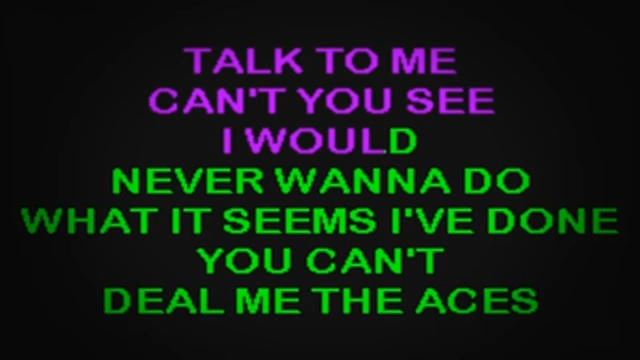 TALK TO ME
CAN'T YOU SEE
I WOULD
NEVER WANNA DO
WHAT IT SEEMS I'VE DONE
YOU CAN'T
DEAL ME THE ACES